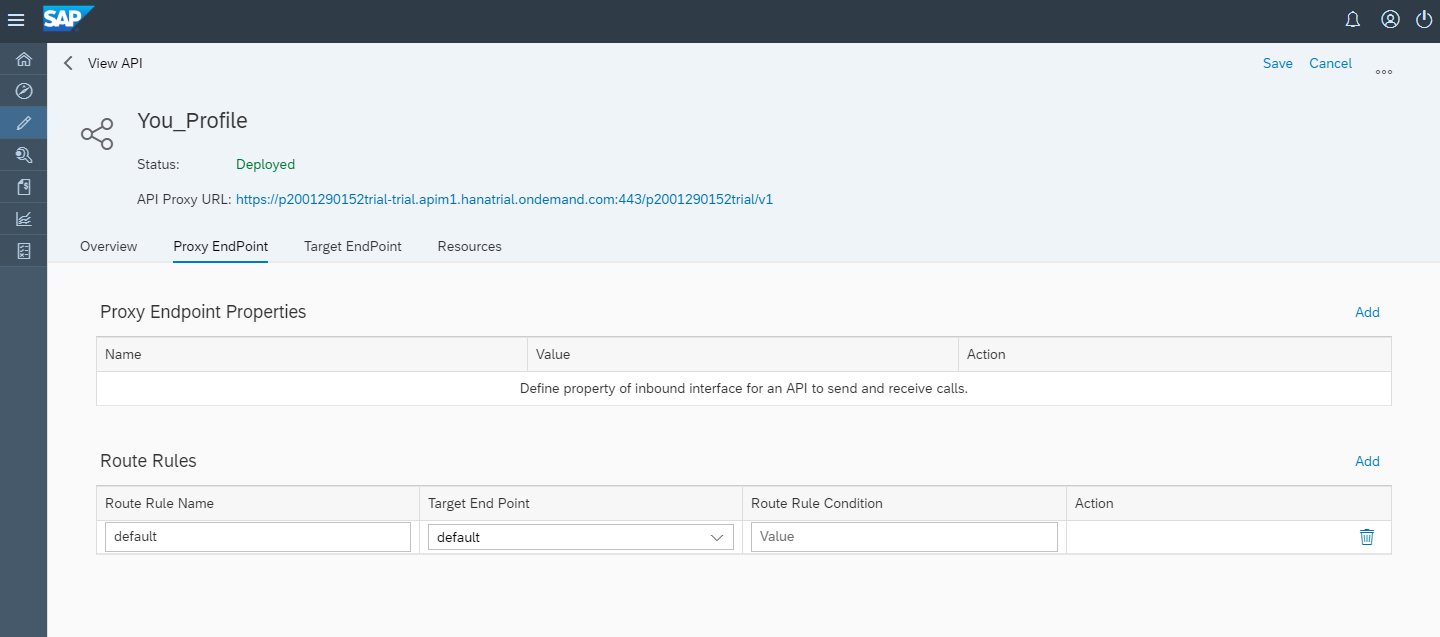 SAP
View API
Save Cancel
You_Profile
Status: Deployed
API Proxy URL: https://p2001290152trial-trial.apim1.hanatrial.ondemand.com:443/p2001290152trial/v1
Overview Proxy EndPoint Target EndPoint Resources
Proxy Endpoint Properties Add
Name Value Action
Define property of inbound interface for an API to send and receive calls.
Route Rules Add
Route Rule Name Target End Point Route Rule Condition Action
default default Value